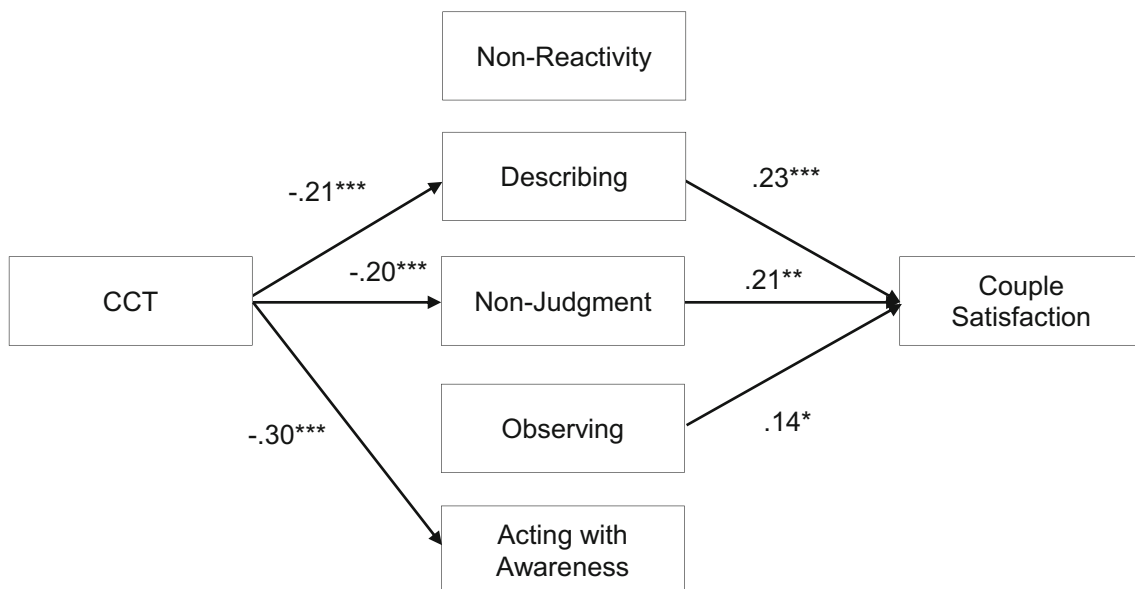 Non-Reactivity
Describing
-.21***
.23***
-.20***
.21**
CCT
Non-Judgment
Couple
Satisfaction
Observing
-.30***
.14*
Acting with
Awareness